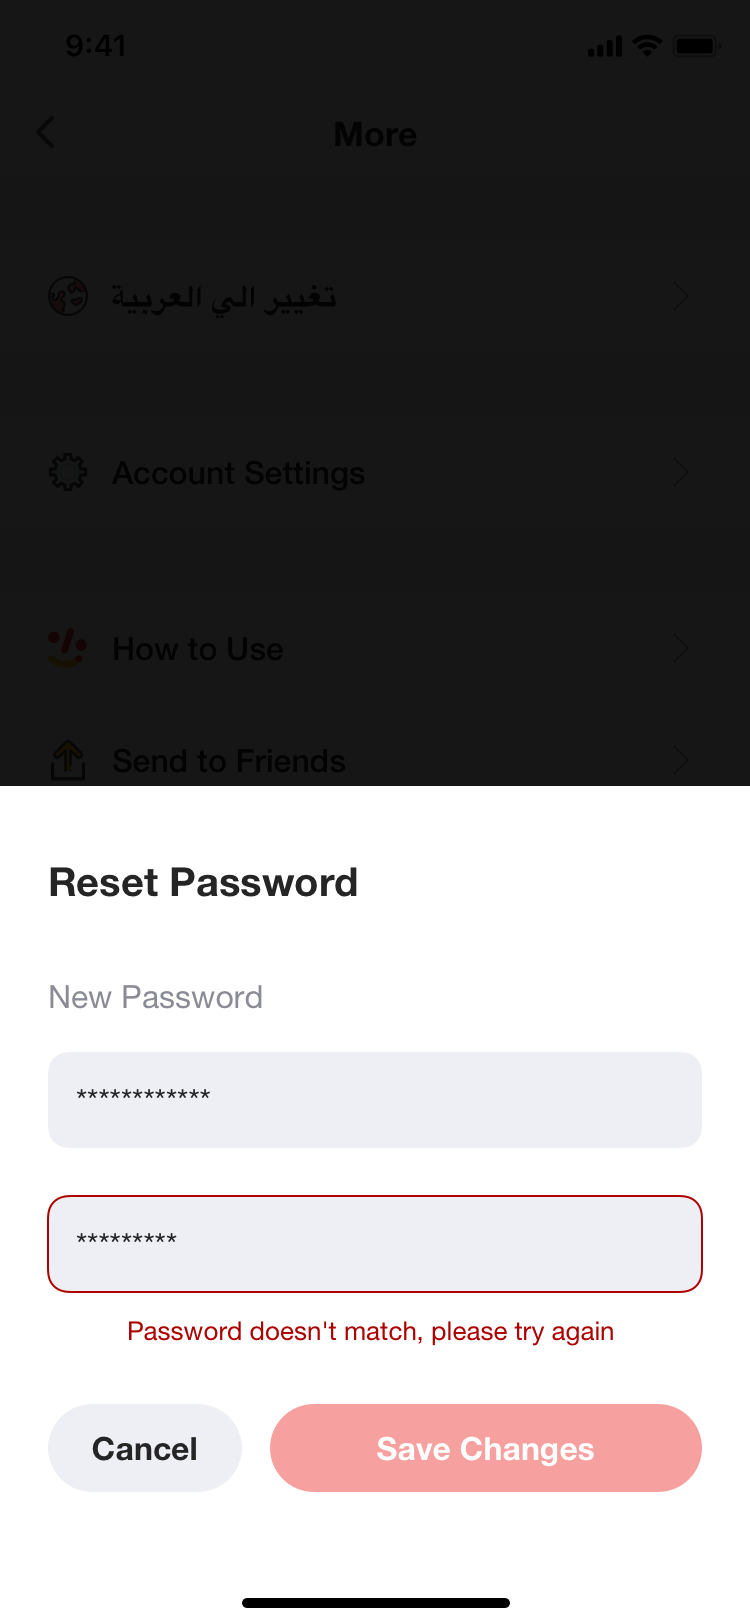 9:41
More
تغيير الي العربية
Account Settings
How to Use
Send to Friends
Reset Password
New Password
************
*********
Password doesn't match, please try again
Cancel
Save Changes